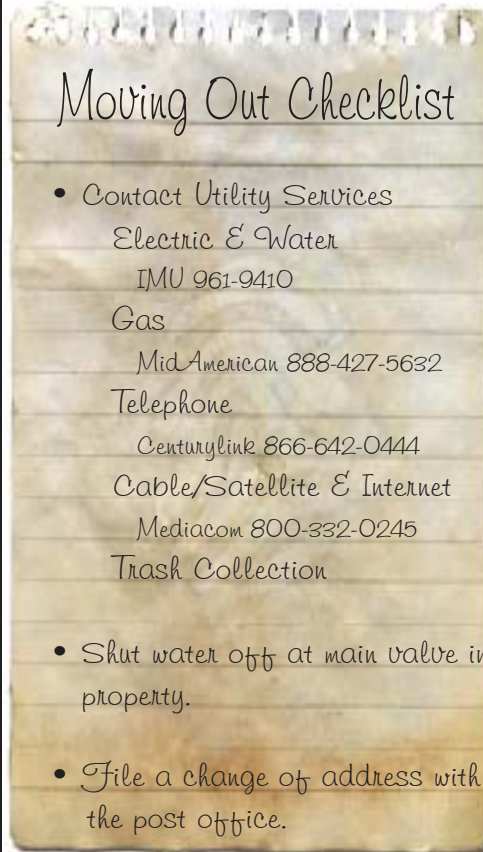 Moving Out Checklist
• Contact Utility Services
Electric & Water
IMU 961-9410
Gas
MidAmerican 888-427-5632
Telephone
Centurylink 866-642-0444
Cable/Satellite & Internet
Mediacom 800-332-0245
Trash Collection
• Shut water off at main valve in
property.
• File a change of address with
the post office.